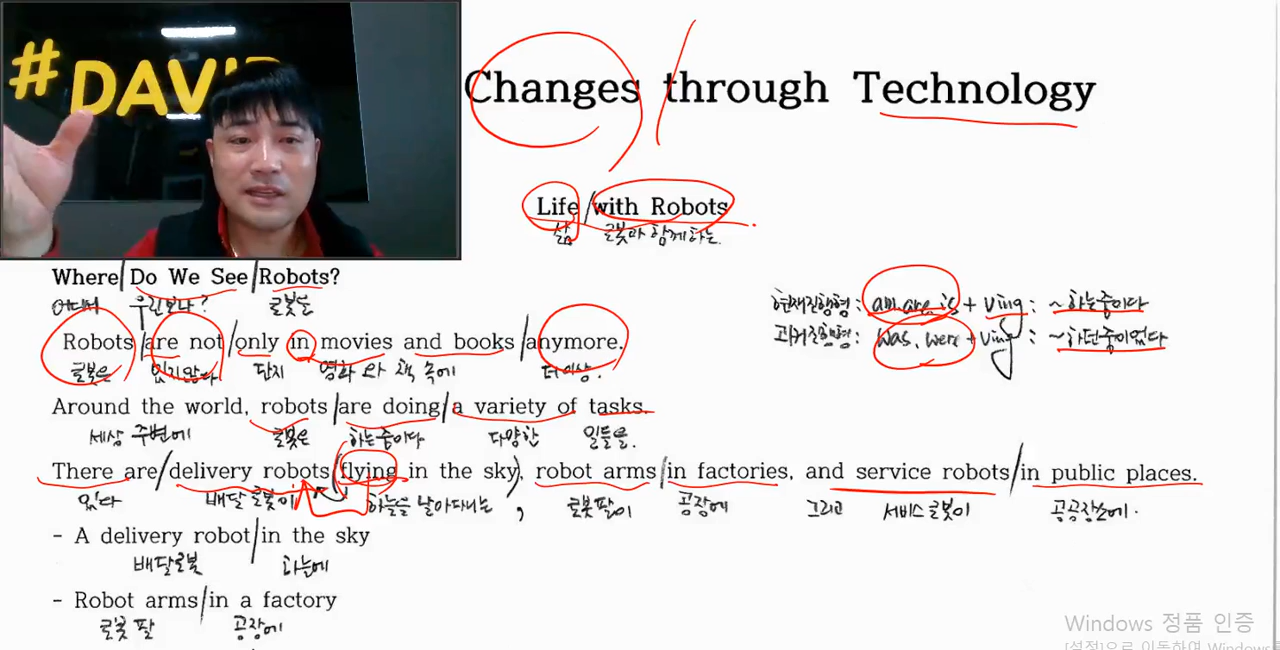 #DAVID
Changes through Technology
Life with Robots
삶 로봇과 함께하는.
Where Do We See Robots?
어디서 우린보나? 로봇을
현재진행형: am.are.is + Ving : ~하는중이다
Robots are not only in movies and books anymore.
과거진행형: was, were + Ving : ~하던중이었다
로봇은 있지않다 단지 영화 와 책 속에 더이상.
Around the world, robots are doing a variety of tasks.
세상 주변에 로봇은 하는중이다 다양한 일들을.
There are delivery robots (flying in the sky), robot arms in factories, and service robots in public places.
있다 배달 로봇이 하늘을 날아다니는 , 로봇팔이 공장에 그리고 서비스로봇이 공공장소에.
- A delivery robot in the sky
배달로봇 하늘에
- Robot arms in a factory
로봇 팔 공장에
Windows 정품 인증